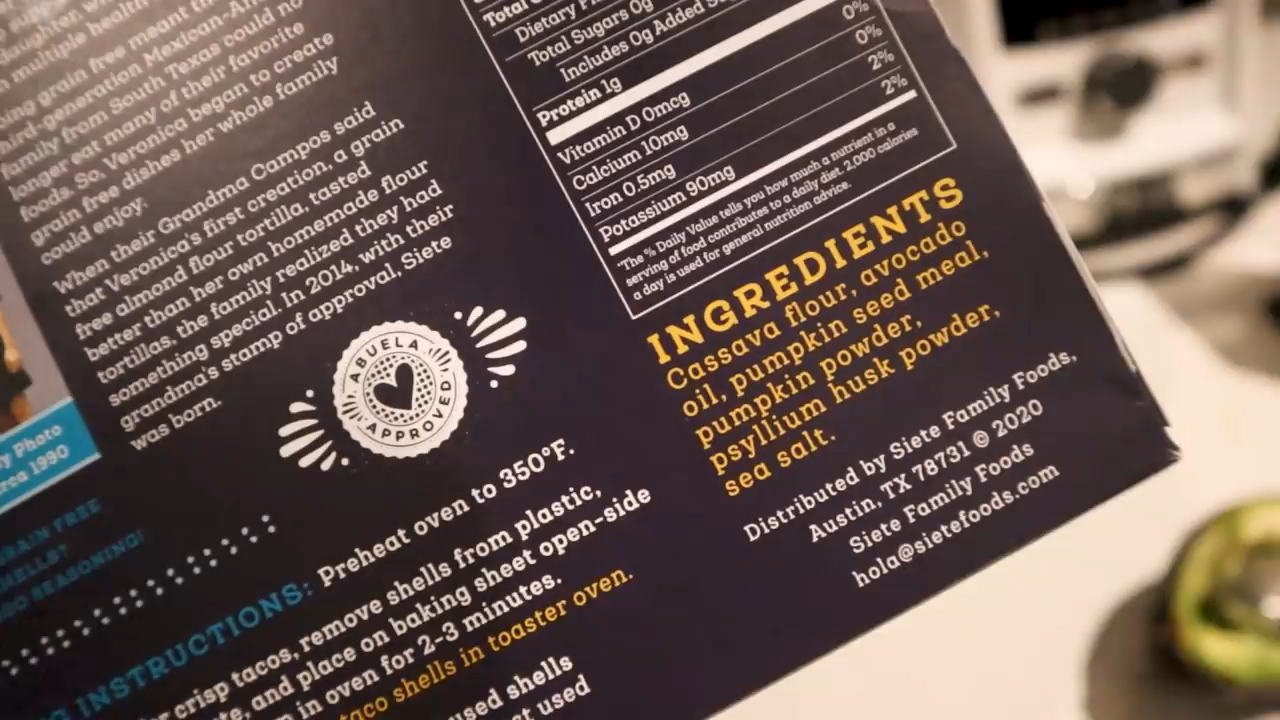 multiple health
grain free meant
third-generation Mexican-Am
family from South Texas could no
longer eat many of their favorite
foods. So, Veronica began to create
grain free dishes her whole family
could enjoy.
When their Grandma Campos said
that Veronica's first creation, a grain
free almond flour tortilla, tasted
better than her own homemade flour
tortillas, the family realized they had
something special. In 2014, with their
grandma's stamp of approval, Siete
was born.
ABUELA
APPROVED
y Photo
rca 1990
RAIN FREE
HELLS?
O SEASONING!
G INSTRUCTIONS: Preheat oven to 350°F.
r crisp tacos, remove shells from plastic,
te, and place on baking sheet open-side
n in oven for 2-3 minutes.
taco shells in toaster oven.
used shells
t used
Total
Dietary
Total Sugars 0g
Includes 0g Added
Protein 1g
Vitamin D 0mcg 0%
Calcium 10mg 0%
Iron 0.5mg 2%
Potassium 90mg 2%
*The % Daily Value tells you how much a nutrient in a
serving of food contributes to a daily diet. 2,000 calories
a day is used for general nutrition advice.
INGREDIENTS
Cassava flour, avocado
oil, pumpkin seed meal,
pumpkin powder,
psyllium husk powder,
sea salt.
Distributed by Siete Family Foods,
Austin, TX 78731 © 2020
Siete Family Foods
hola@sietefoods.com